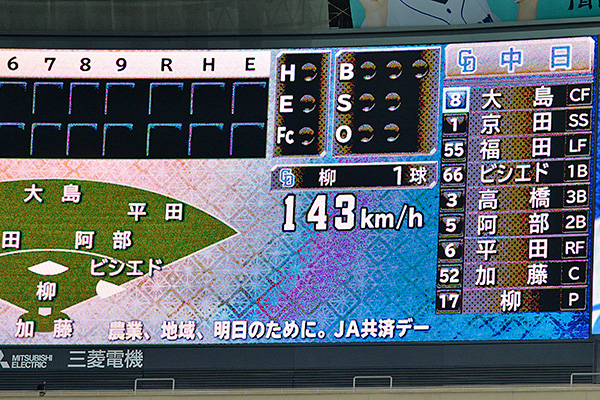 6 7 8 9 R H E
H B
E S
Fc O
CD 柳 1球
143km/h
CD 中日
8 大島 CF
1 京田 SS
55 福田 LF
66 ビシエド 1B
3 高橋 3B
5 阿部 2B
6 平田 RF
52 加藤 C
17 柳 P
大島
平田
田 阿部
ビシエド
柳
加藤
農業、地域、明日のために。JA共済デー
MITSUBISHI ELECTRIC 三菱電機